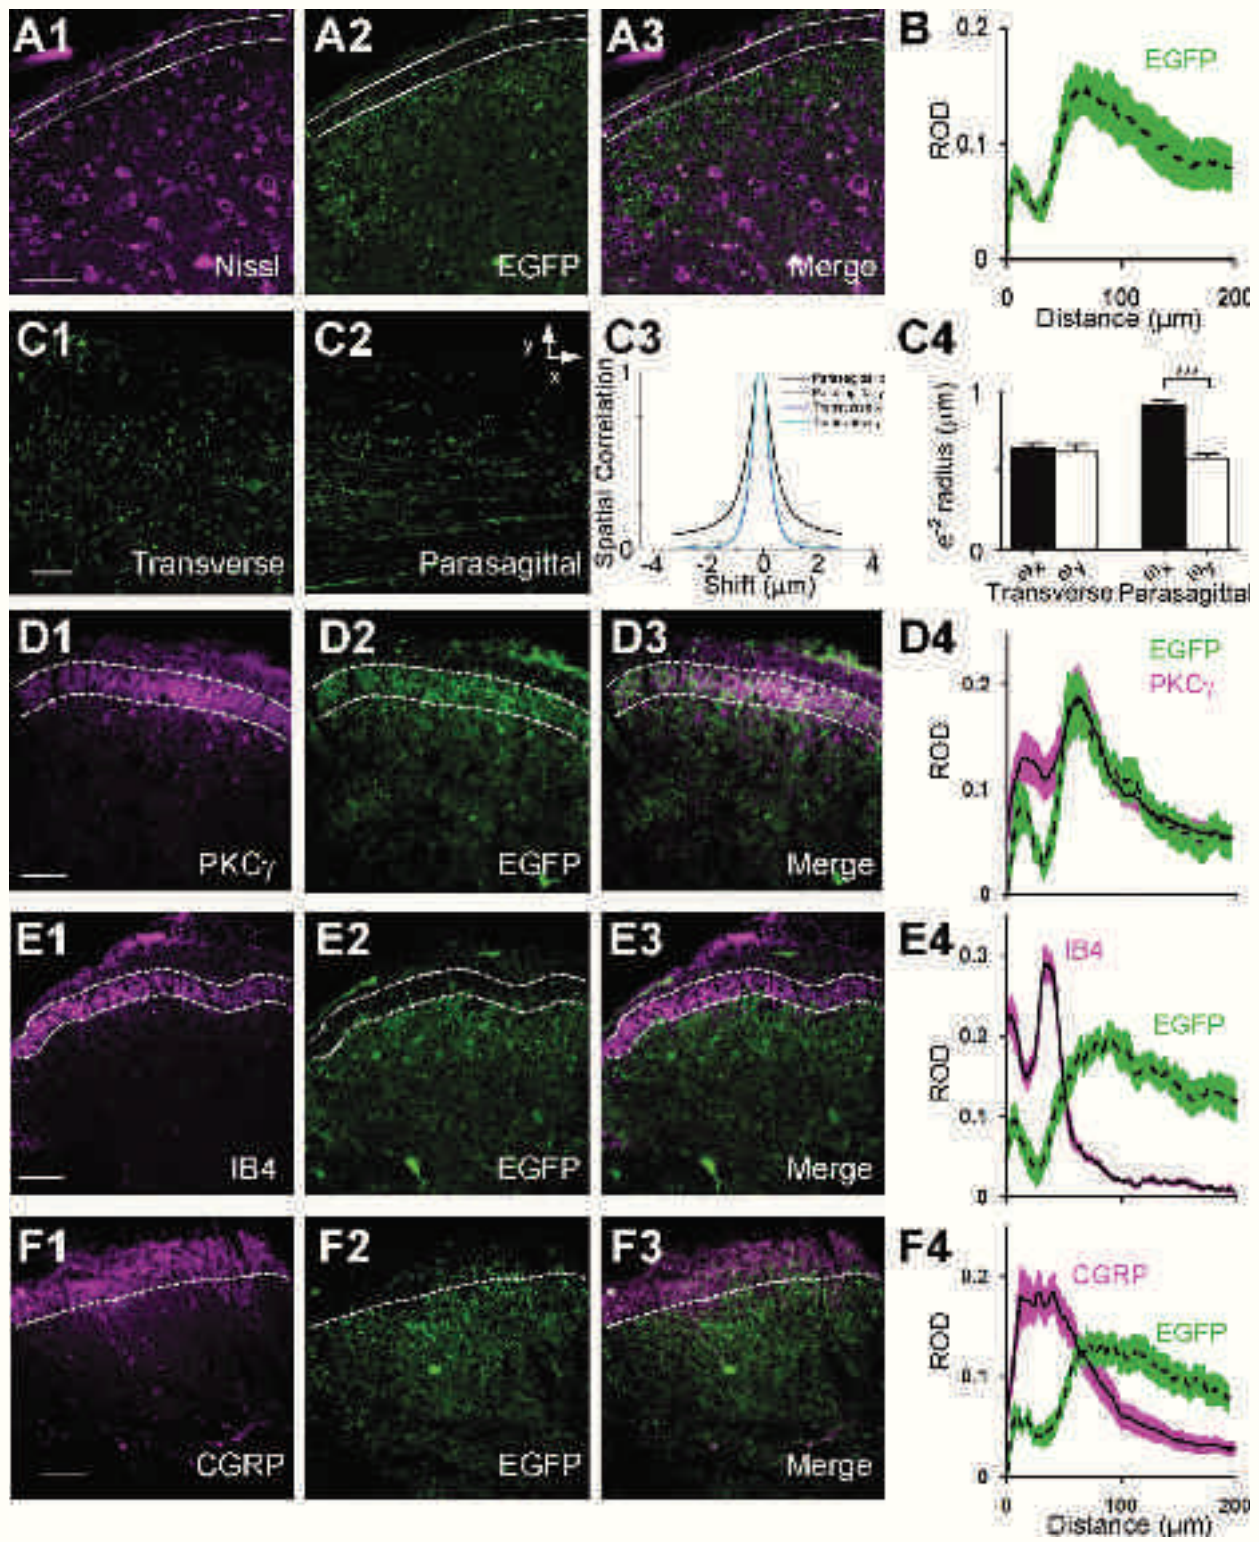 A1
A2
A3
B
Nissl
EGFP
Merge
EGFP
ROD
0.2
0.1
0
0
100
200
Distance (µm)
C1
C2
C3
C4
y
x
Transverse
Parasagittal
Spatial Correlation
1
0
-4
-2
0
2
4
Shift (µm)
e⁻² radius (µm)
1
0
Transverse
Parasagittal
D1
D2
D3
D4
PKCγ
EGFP
Merge
EGFP
PKCγ
ROD
0.2
0.1
0
E1
E2
E3
E4
IB4
EGFP
Merge
IB4
EGFP
ROD
0.3
0.2
0.1
0
F1
F2
F3
F4
CGRP
EGFP
Merge
CGRP
EGFP
ROD
0.2
0.1
0
0
100
200
Distance (µm)